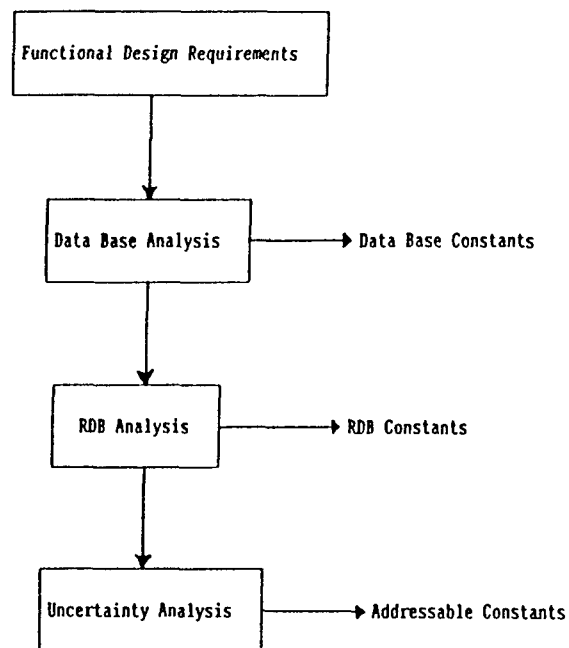 Functional Design Requirements
Data Base Analysis
Data Base Constants
RDB Analysis
RDB Constants
Uncertainty Analysis
Addressable Constants